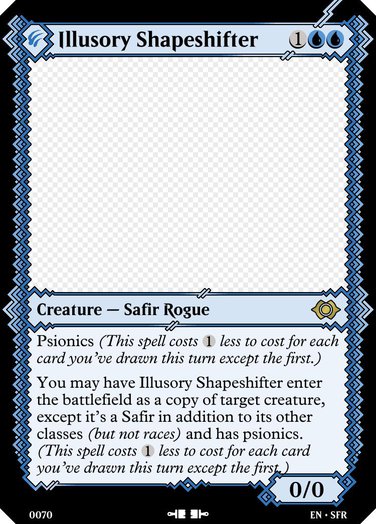 Illusory Shapeshifter 1
Creature — Safir Rogue
Psionics (This spell costs 1 less to cost for each
card you've drawn this turn except the first.)
You may have Illusory Shapeshifter enter
the battlefield as a copy of target creature,
except it's a Safir in addition to its other
classes (but not races) and has psionics.
(This spell costs 1 less to cost for each card
you've drawn this turn except the first.)
0/0
0070
EN • SFR